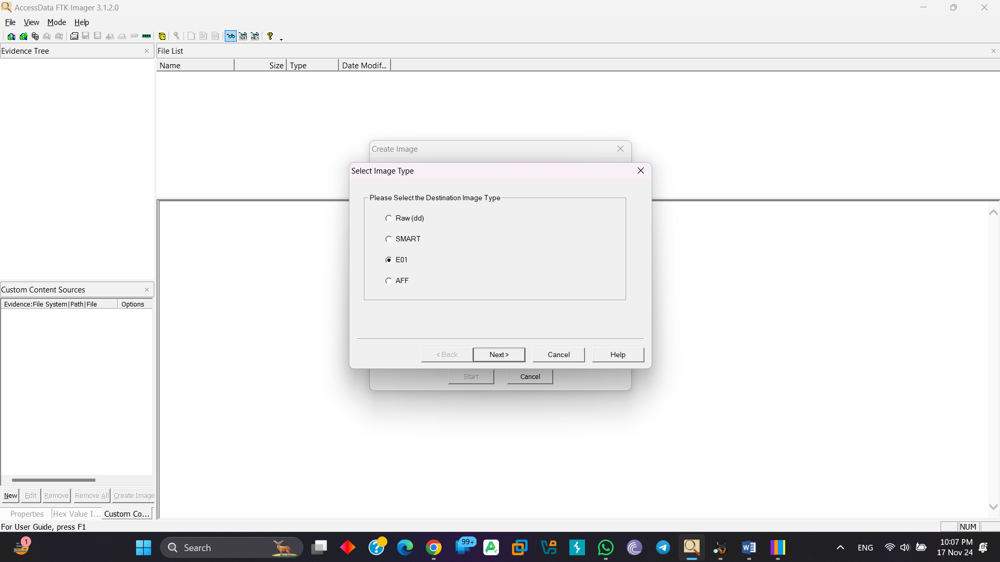 AccessData FTK Imager 3.1.2.0
File View Mode Help
TEXT HEX
Evidence Tree
File List
Name Size Type Date Modif...
Create Image
Select Image Type
Please Select the Destination Image Type
Raw (dd)
SMART
E01
AFF
< Back Next > Cancel Help
Start Cancel
Custom Content Sources
Evidence:File System|Path|File Options
New Edit Remove Remove All Create Image
Properties Hex Value I... Custom Co...
For User Guide, press F1
NUM
1
Search
99+
ENG
10:07 PM
17 Nov 24